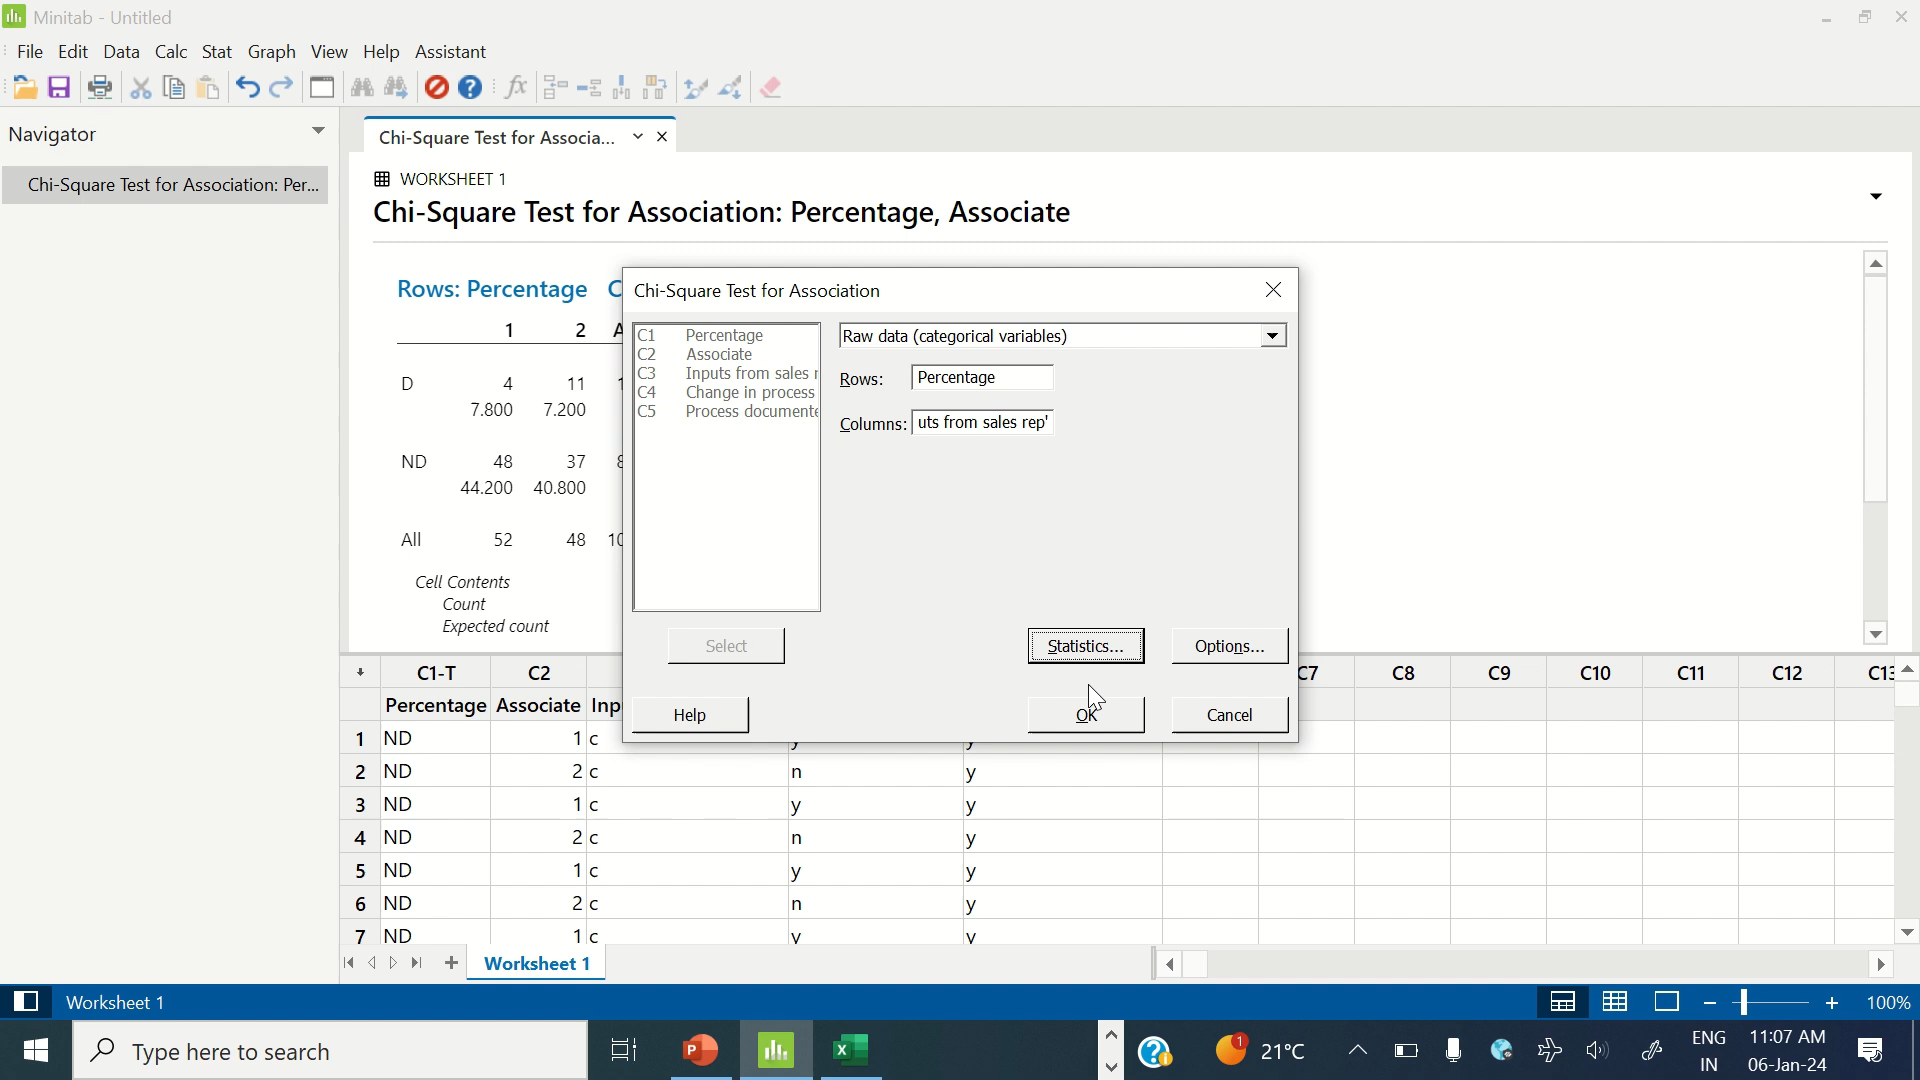 Minitab - Untitled
File Edit Data Calc Stat Graph View Help Assistant
Navigator
Chi-Square Test for Association: Per...
Chi-Square Test for Associa...
WORKSHEET 1
Chi-Square Test for Association: Percentage, Associate
Rows: Percentage C
1 2 A
D 4 11 1
7.800 7.200
ND 48 37 8
44.200 40.800
All 52 48 10
Cell Contents
Count
Expected count
Chi-Square Test for Association
C1 Percentage
C2 Associate
C3 Inputs from sales r
C4 Change in process
C5 Process documente
Raw data (categorical variables)
Rows: Percentage
Columns: uts from sales rep'
Select Statistics... Options...
Help OK Cancel
C1-T C2 C7 C8 C9 C10 C11 C12 C13
Percentage Associate Inp
1 ND 1 c y y
2 ND 2 c n y
3 ND 1 c y y
4 ND 2 c n y
5 ND 1 c y y
6 ND 2 c n y
7 ND 1 c y y
Worksheet 1
Worksheet 1 100%
Type here to search
1 21°C
ENG 11:07 AM
IN 06-Jan-24